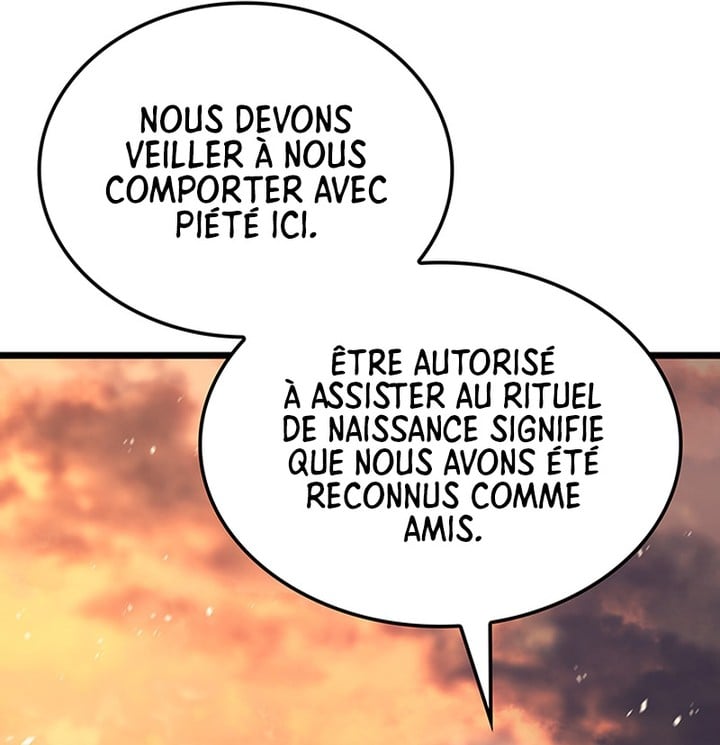 NOUS DEVONS
VEILLER À NOUS
COMPORTER AVEC
PIÉTÉ ICI.
ÊTRE AUTORISÉ
À ASSISTER AU RITUEL
DE NAISSANCE SIGNIFIE
QUE NOUS AVONS ÉTÉ
RECONNUS COMME
AMIS.